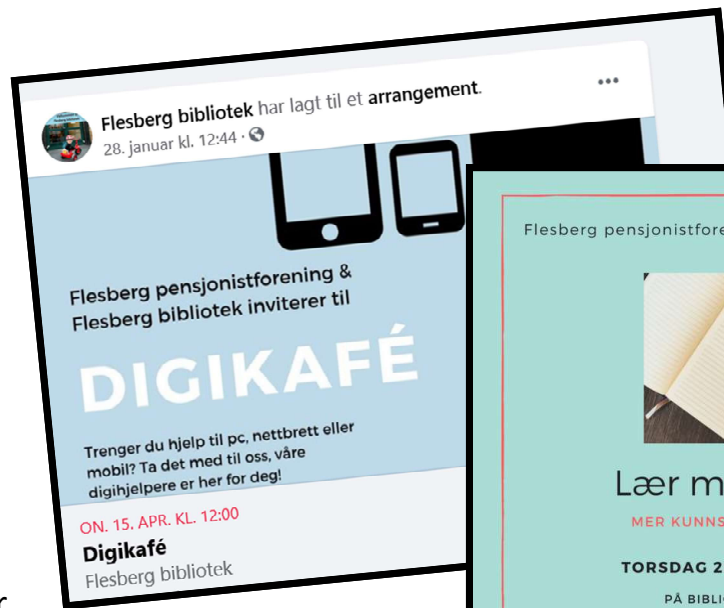 Flesberg bibliotek har lagt til et arrangement.
28. januar kl. 12:44 ·
Flesberg pensjonistforening &
Flesberg bibliotek inviterer til
DIGIKAFÉ
Trenger du hjelp til pc, nettbrett eller
mobil? Ta det med til oss, våre
digihjelpere er her for deg!
ON. 15. APR. KL. 12:00
Digikafé
Flesberg bibliotek
Flesberg pensjonistfore
Lær m
MER KUNNS
TORSDAG 2
PÅ BIBLI
r